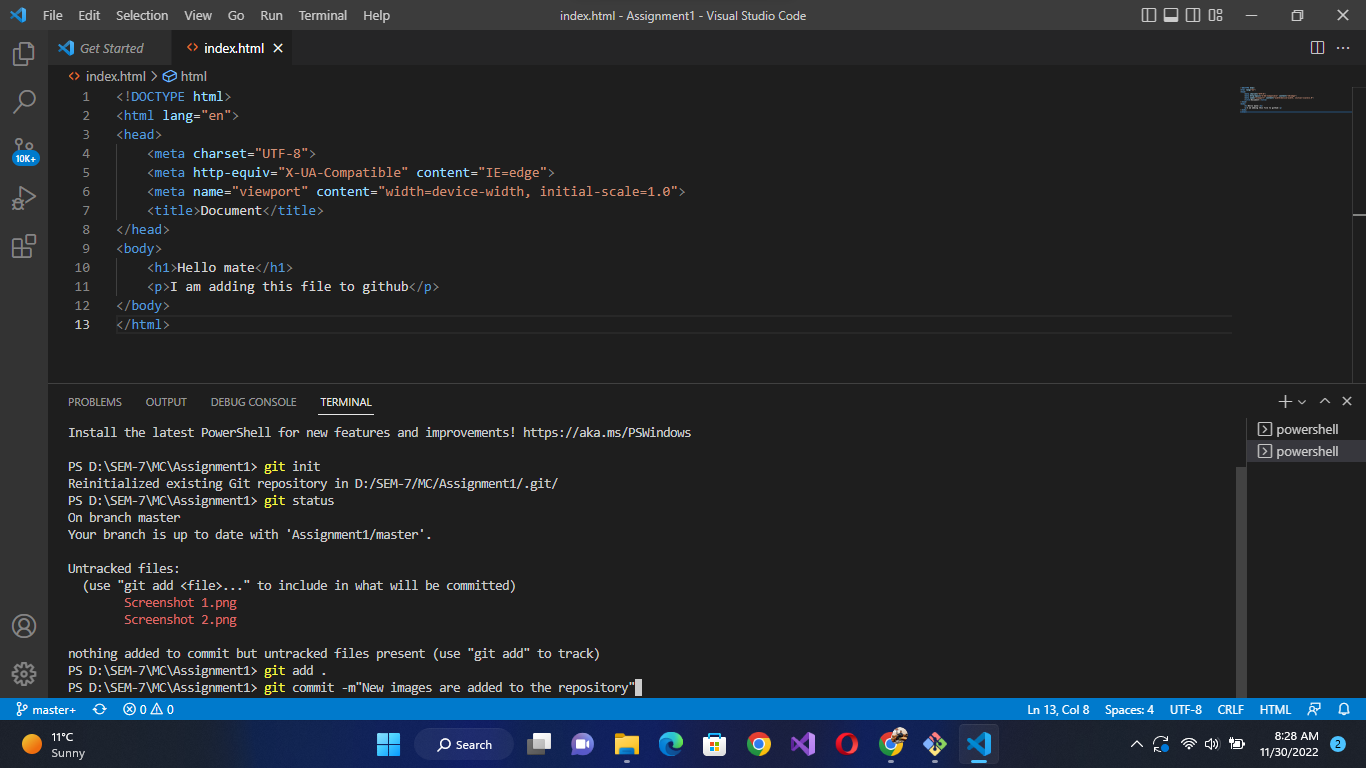 File Edit Selection View Go Run Terminal Help index.html - Assignment1 - Visual Studio Code
Get Started index.html
index.html > html
1 <!DOCTYPE html>
2 <html lang="en">
3 <head>
4 <meta charset="UTF-8">
5 <meta http-equiv="X-UA-Compatible" content="IE=edge">
6 <meta name="viewport" content="width=device-width, initial-scale=1.0">
7 <title>Document</title>
8 </head>
9 <body>
10 <h1>Hello mate</h1>
11 <p>I am adding this file to github</p>
12 </body>
13 </html>
10K+
PROBLEMS OUTPUT DEBUG CONSOLE TERMINAL
Install the latest PowerShell for new features and improvements! https://aka.ms/PSWindows
PS D:\SEM-7\MC\Assignment1> git init
Reinitialized existing Git repository in D:/SEM-7/MC/Assignment1/.git/
PS D:\SEM-7\MC\Assignment1> git status
On branch master
Your branch is up to date with 'Assignment1/master'.
Untracked files:
(use "git add <file>..." to include in what will be committed)
Screenshot 1.png
Screenshot 2.png
nothing added to commit but untracked files present (use "git add" to track)
PS D:\SEM-7\MC\Assignment1> git add .
PS D:\SEM-7\MC\Assignment1> git commit -m"New images are added to the repository"
powershell
powershell
master+ 0 0 Ln 13, Col 8 Spaces: 4 UTF-8 CRLF HTML
11°C
Sunny
Search
8:28 AM
11/30/2022
2